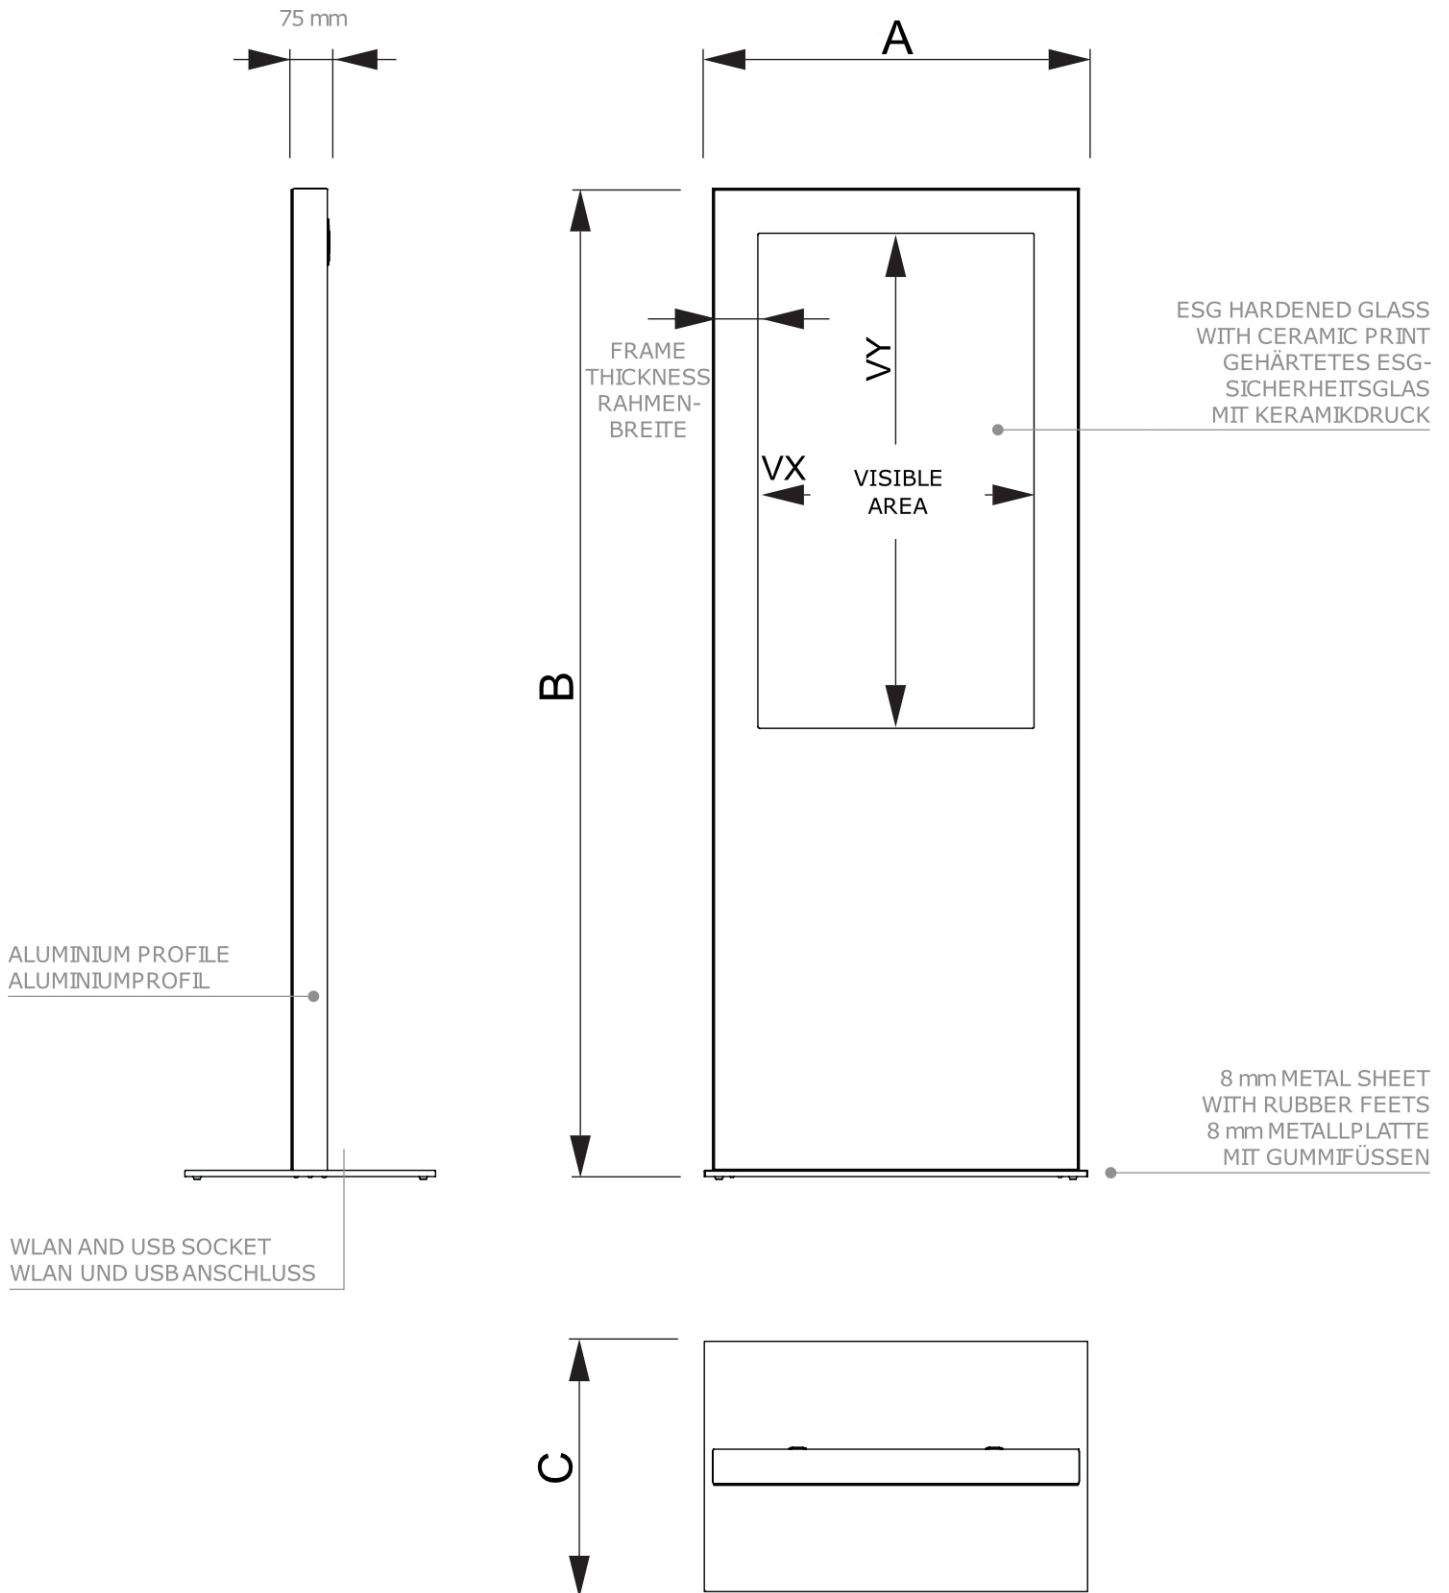 75 mm
A
FRAME
THICKNESS
RAHMEN-
BREITE
VY
VX
VISIBLE
AREA
ESG HARDENED GLASS
WITH CERAMIC PRINT
GEHÄRTETES ESG-
SICHERHEITSGLAS
MIT KERAMIKDRUCK
B
ALUMINIUM PROFILE
ALUMINIUMPROFIL
8 mm METAL SHEET
WITH RUBBER FEETS
8 mm METALLPLATTE
MIT GUMMIFÜSSEN
WLAN AND USB SOCKET
WLAN UND USB ANSCHLUSS
C